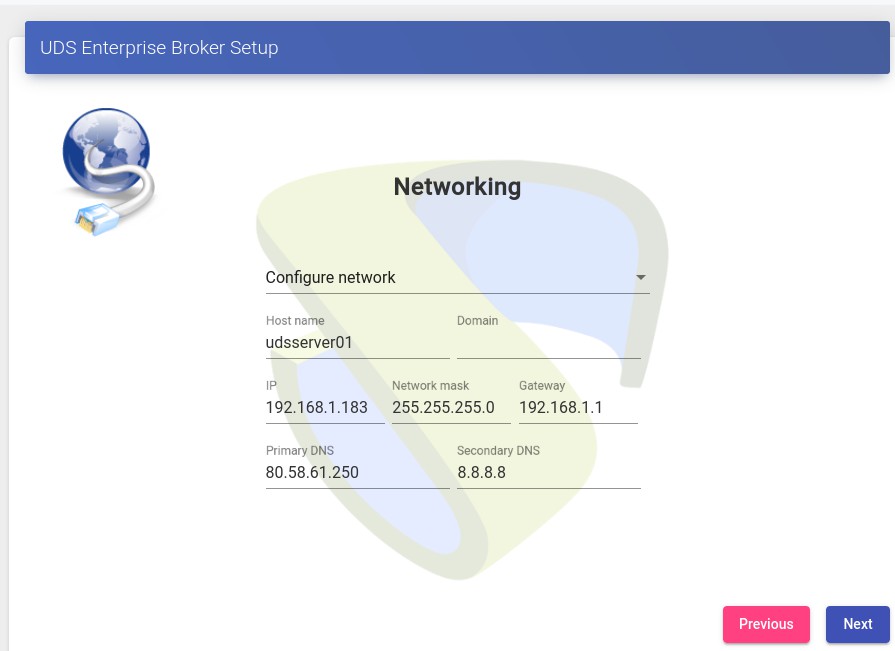 UDS Enterprise Broker Setup
Networking
Configure network
Host name Domain
udsserver01
IP Network mask Gateway
192.168.1.183 255.255.255.0 192.168.1.1
Primary DNS Secondary DNS
80.58.61.250 8.8.8.8
Previous Next